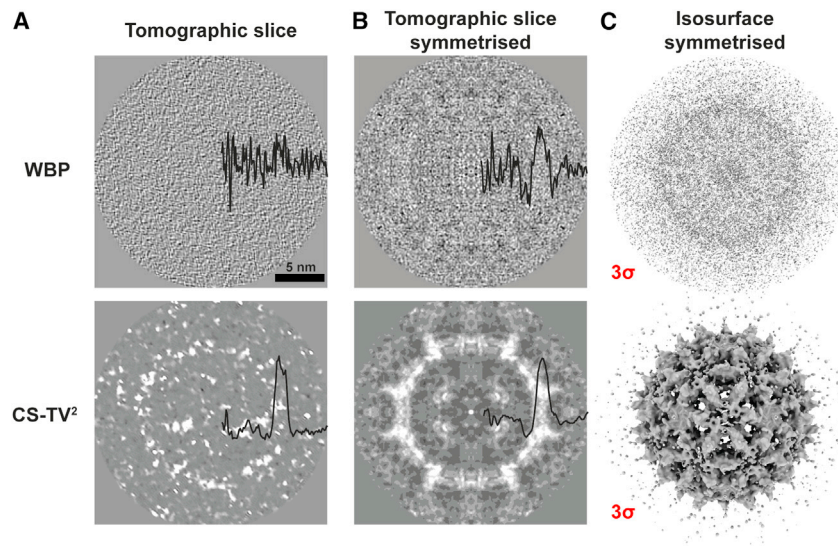 A
Tomographic slice
B
Tomographic slice
symmetrised
C
Isosurface
symmetrised
WBP
5 nm
3σ
CS-TV²
3σ